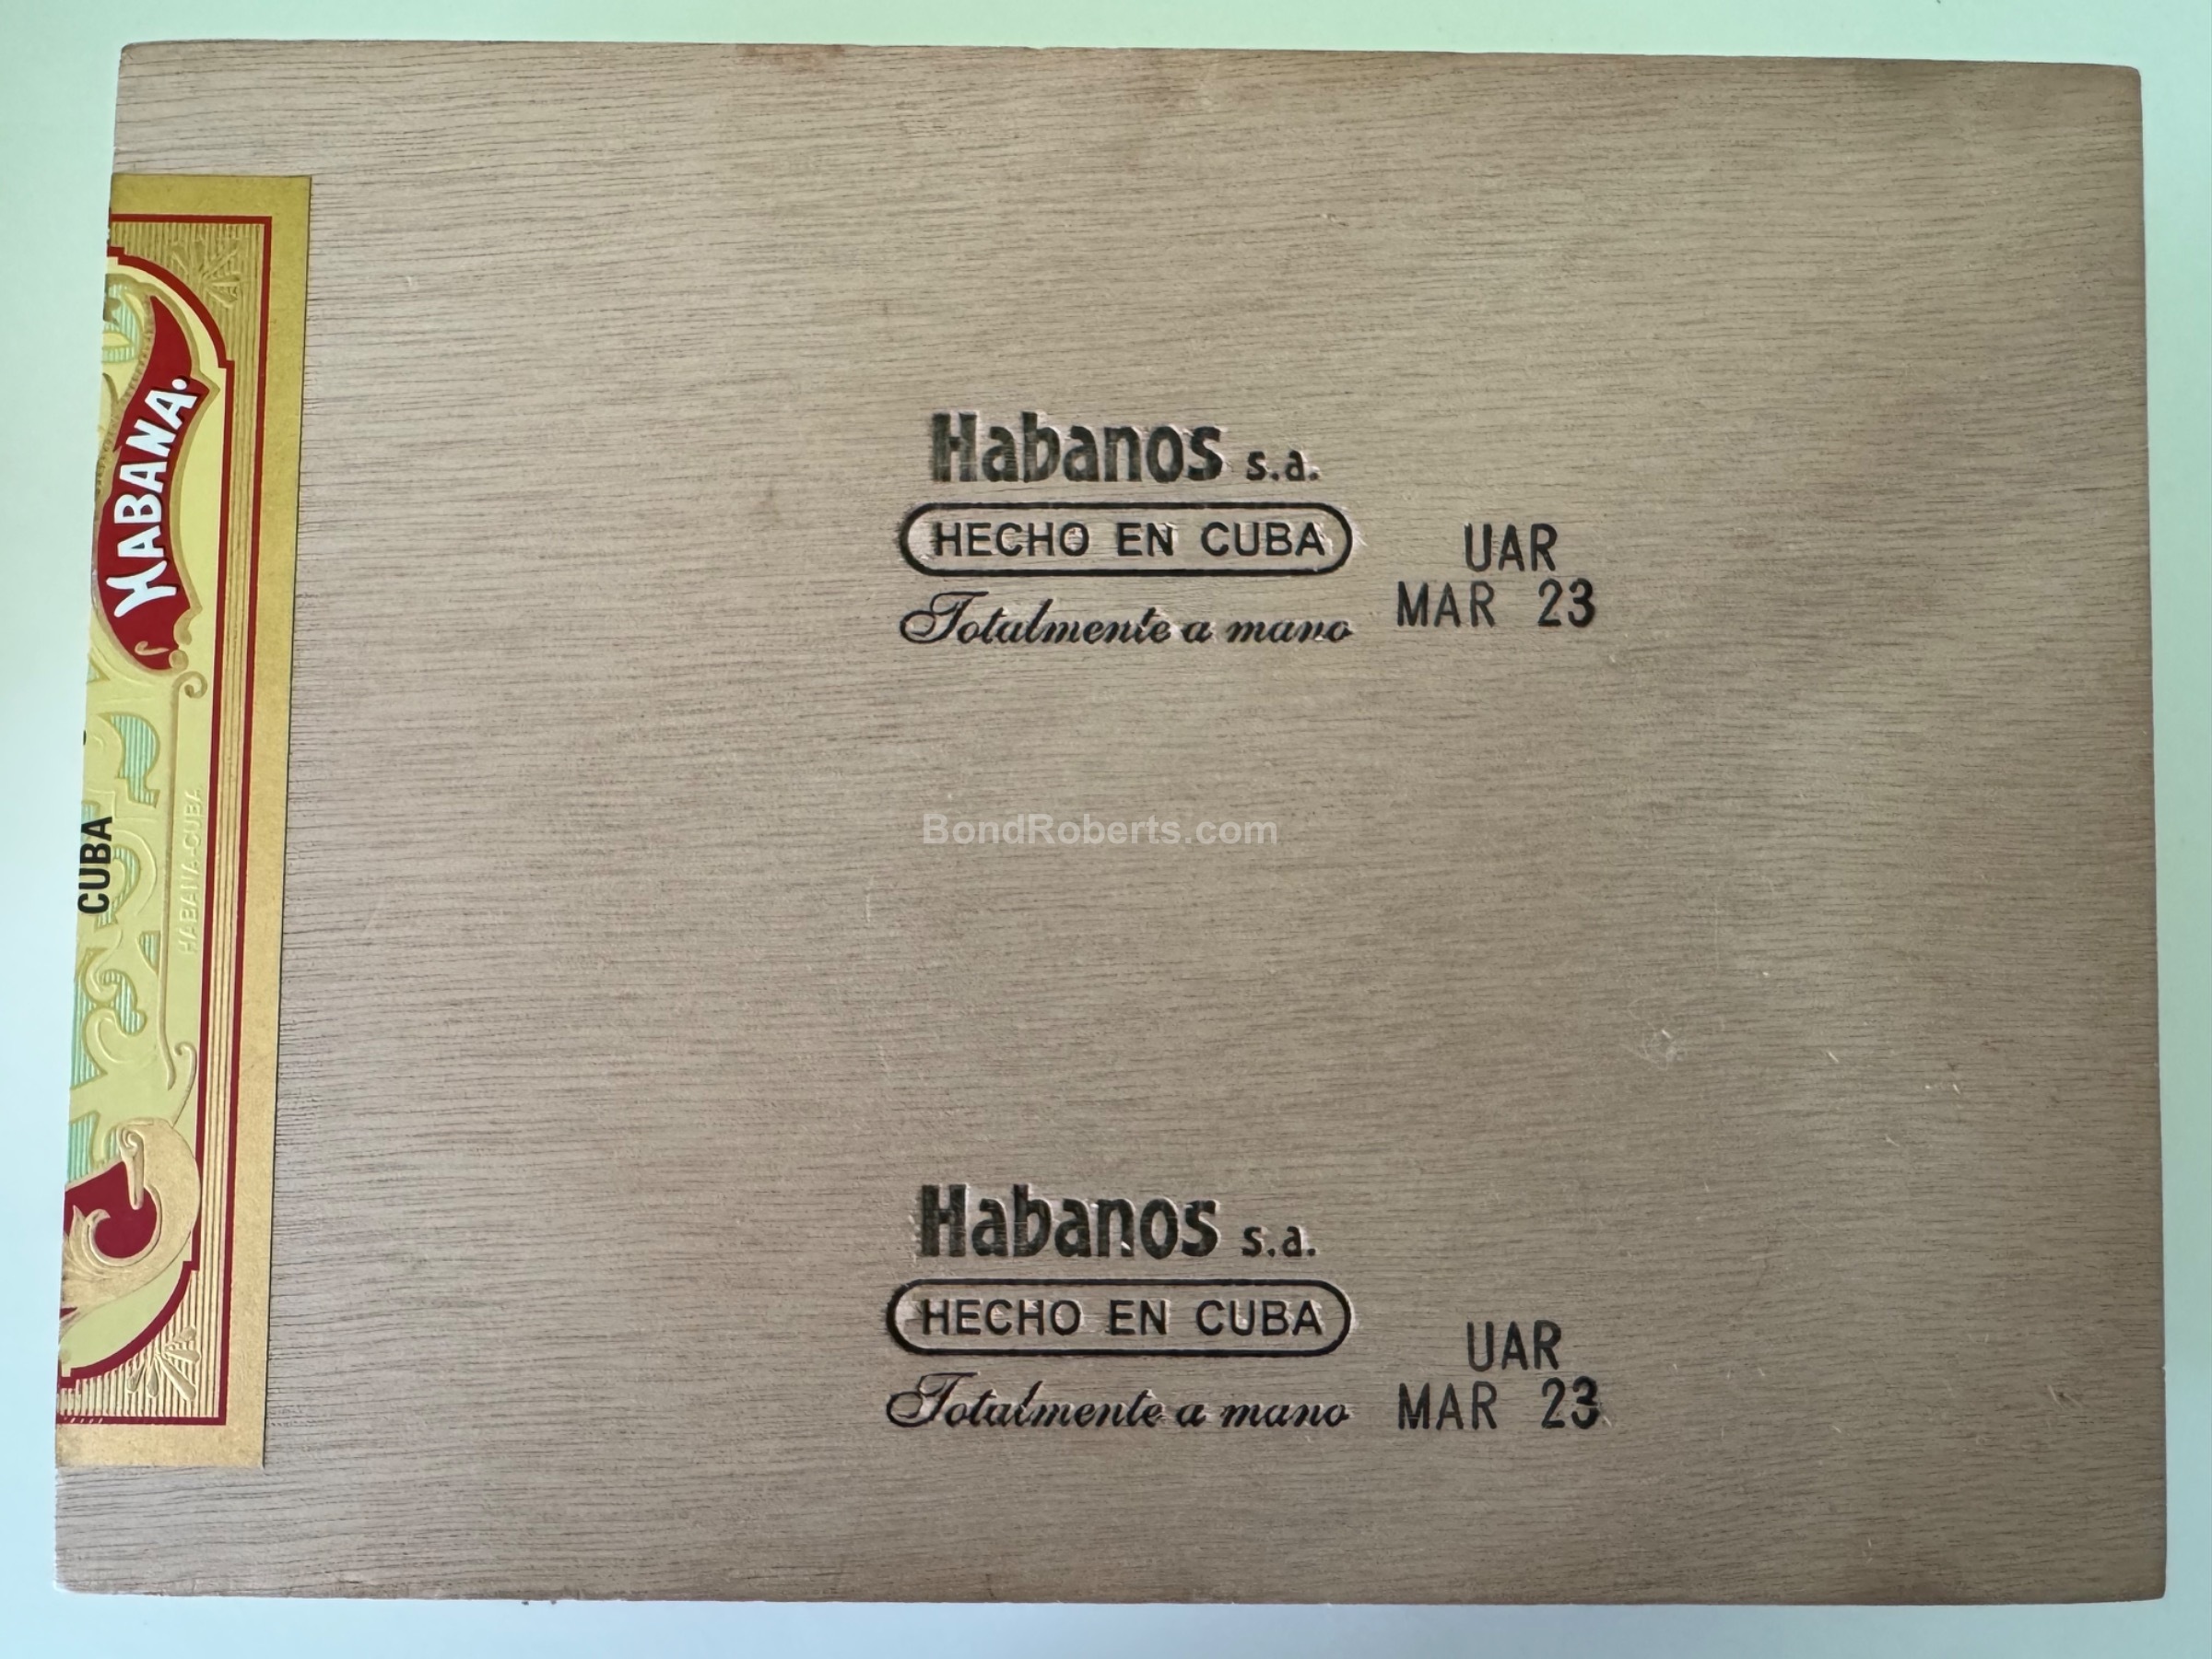 HABANA.
CUBA
HABANA-CUBA
Habanos s.a.
HECHO EN CUBA
Totalmente a mano
UAR
MAR 23
BondRoberts.com
Habanos s.a.
HECHO EN CUBA
Totalmente a mano
UAR
MAR 23